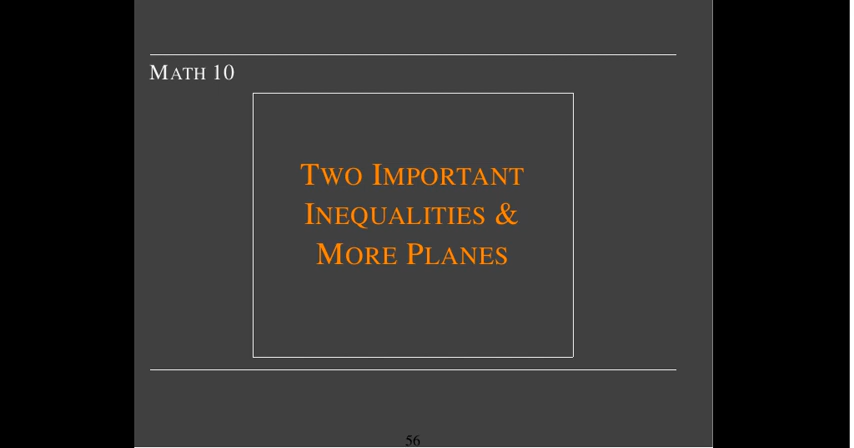 MATH 10
TWO IMPORTANT
INEQUALITIES &
MORE PLANES
56